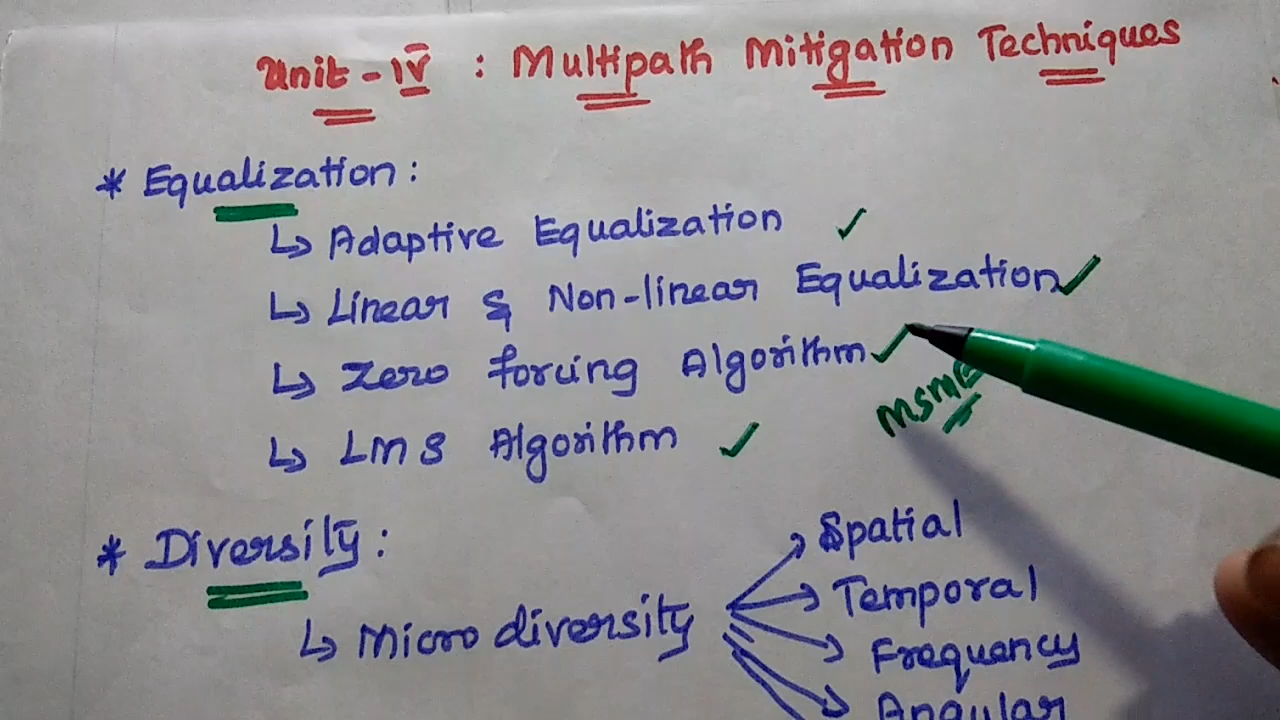 Unit - IV : Multipath Mitigation Techniques
* Equalization :
↳ Adaptive Equalization ✓
↳ Linear & Non-linear Equalization ✓
↳ Zero forcing Algorithm ✓
MSME
↳ LMS Algorithm ✓
* Diversity :
Spatial
Temporal
↳ Micro diversity
Frequency
Angular